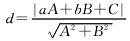 d = |aA + bB + C| / √(A² + B²)